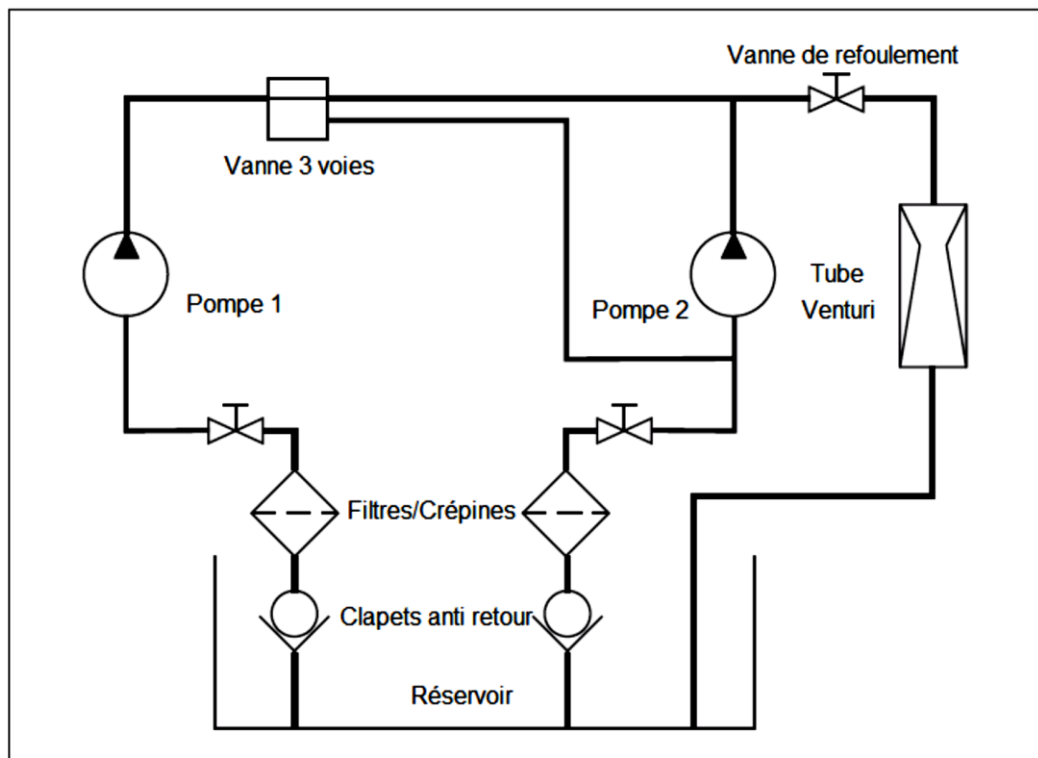 Vanne de refoulement
Vanne 3 voies
Pompe 1
Pompe 2
Tube
Venturi
Filtres/Crépines
Clapets anti retour
Réservoir